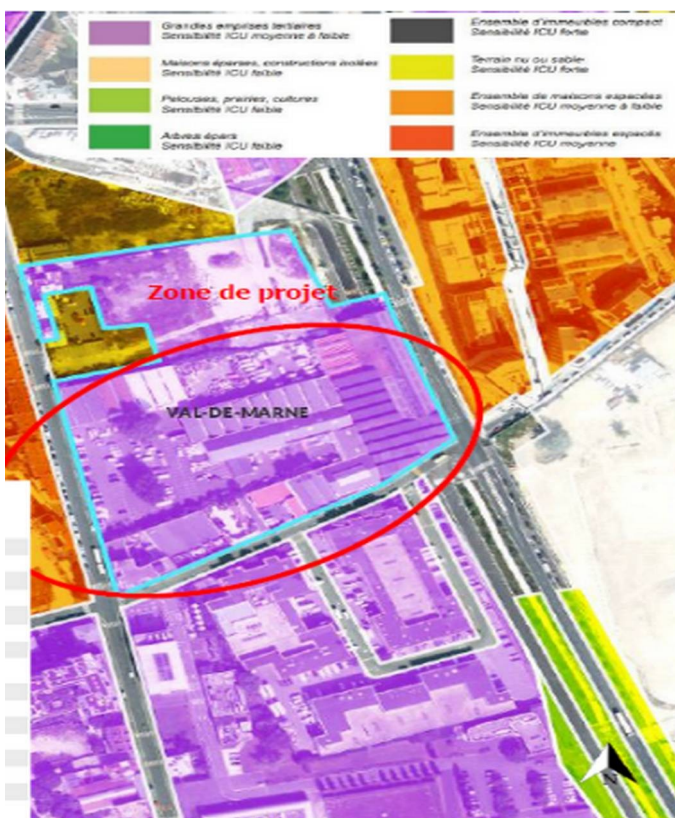 Grandes emprises tertiaires
Sensibilité ICU moyenne à faible
Maisons éparses, constructions isolées
Sensibilité ICU faible
Pelouses, prairies, cultures
Sensibilité ICU faible
Arbres épars
Sensibilité ICU faible
Ensemble d'immeubles compact
Sensibilité ICU forte
Terrain nu ou sable
Sensibilité ICU forte
Ensemble de maisons espacées
Sensibilité ICU moyenne à faible
Ensemble d'immeubles espacés
Sensibilité ICU moyenne
Zone de projet
VAL-DE-MARNE
N